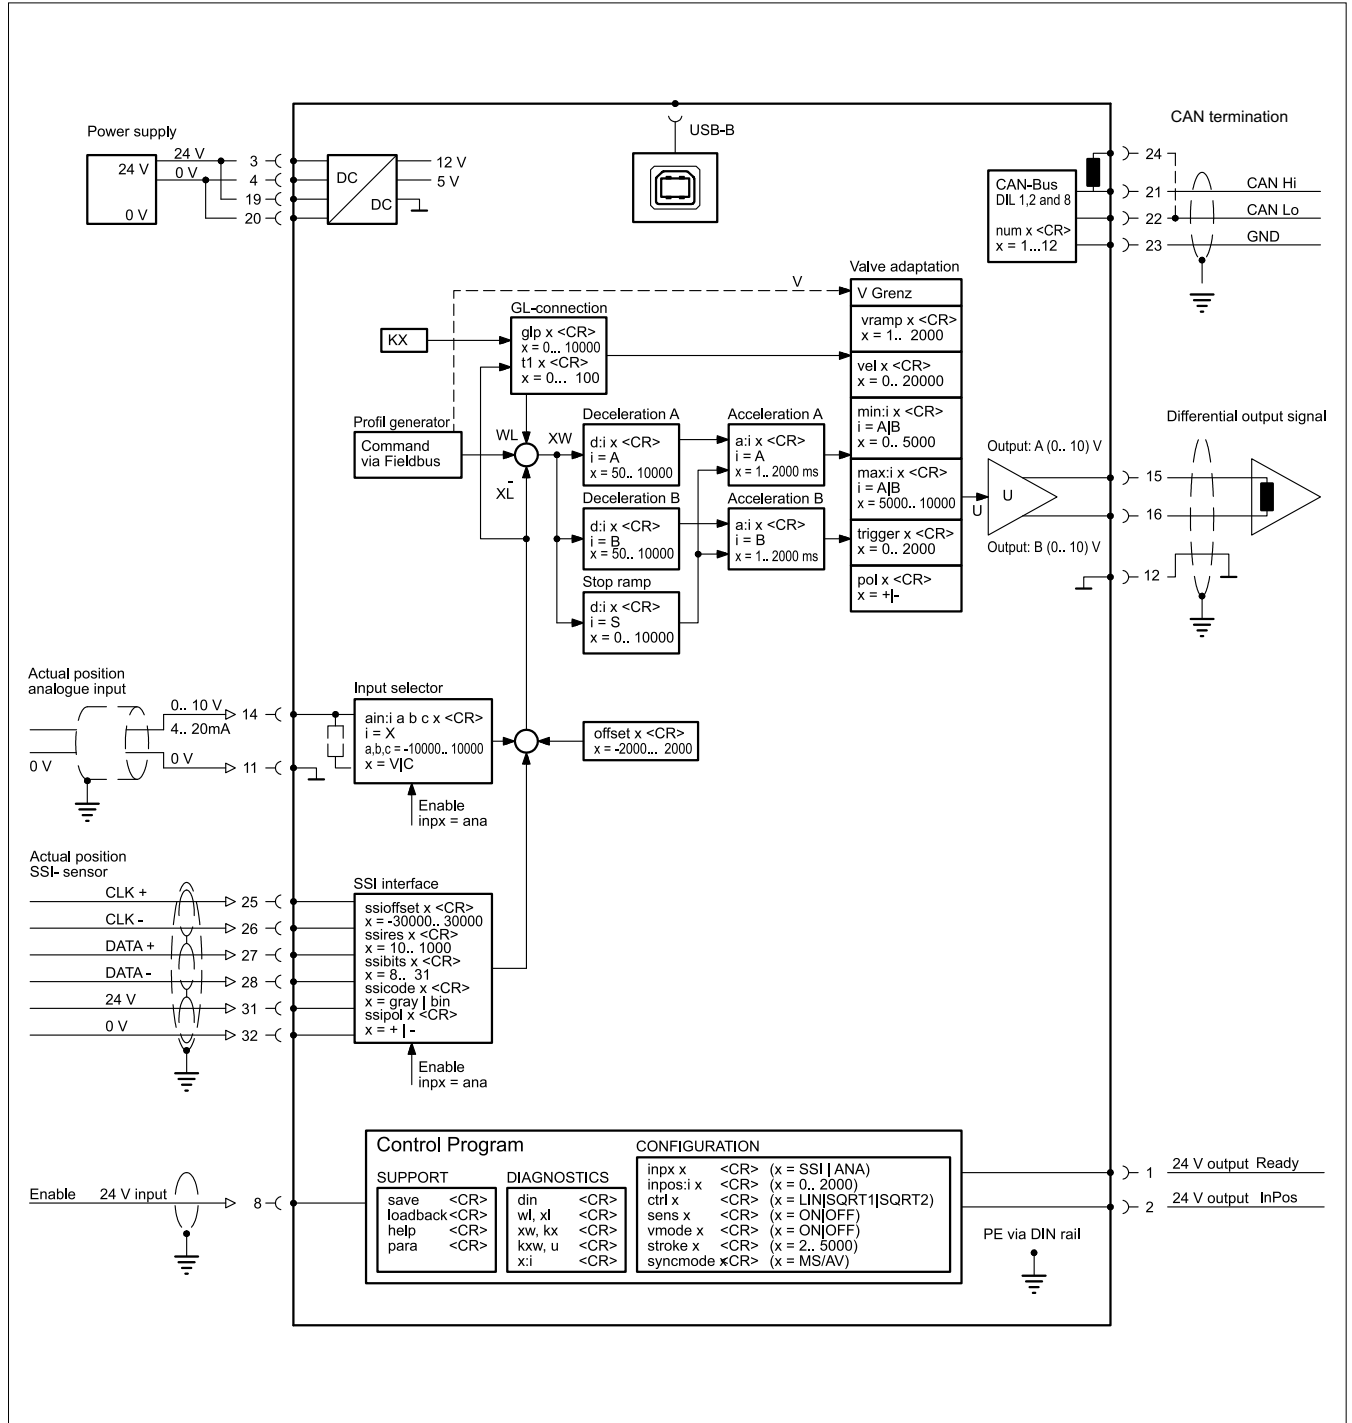 Power supply
24 V
0 V
24 V
0 V
3
4
19
20
DC
DC
12 V
5 V
USB-B
CAN termination
24
21
22
23
CAN-Bus
DIL 1,2 and 8
num x <CR>
x = 1...12
CAN Hi
CAN Lo
GND
Valve adaptation
V
V Grenz
vramp x <CR>
x = 1.. 2000
vel x <CR>
x = 0.. 20000
min:i x <CR>
i = A|B
x = 0.. 5000
max:i x <CR>
i = A|B
x = 5000.. 10000
trigger x <CR>
x = 0.. 2000
pol x <CR>
x = +|-
GL-connection
KX
glp x <CR>
x = 0... 10000
t1 x <CR>
x = 0... 100
Profil generator
Command
via Fieldbus
WL
XW
XL
-
Deceleration A
d:i x <CR>
i = A
x = 50.. 10000
Deceleration B
d:i x <CR>
i = B
x = 50.. 10000
Stop ramp
d:i x <CR>
i = S
x = 0.. 10000
Acceleration A
a:i x <CR>
i = A
x = 1.. 2000 ms
Acceleration B
a:i x <CR>
i = B
x = 1.. 2000 ms
Differential output signal
Output: A (0.. 10) V
U
U
Output: B (0.. 10) V
15
16
12
Actual position
analogue input
0.. 10 V
4.. 20mA
0 V
0 V
14
11
Input selector
ain:i a b c x <CR>
i = X
a,b,c = -10000.. 10000
x = V|C
Enable
inpx = ana
offset x <CR>
x = -2000... 2000
Actual position
SSI- sensor
CLK +
CLK -
DATA +
DATA -
24 V
0 V
25
26
27
28
31
32
SSI interface
ssioffset x <CR>
x = -30000.. 30000
ssires x <CR>
x = 10.. 1000
ssibits x <CR>
x = 8.. 31
ssicode x <CR>
x = gray | bin
ssipol x <CR>
x = + | -
Enable
inpx = ana
Enable 24 V input
8
Control Program
SUPPORT
save <CR>
loadback <CR>
help <CR>
para <CR>
DIAGNOSTICS
din <CR>
wl, xl <CR>
xw, kx <CR>
kxw, u <CR>
x:i <CR>
CONFIGURATION
inpx x <CR> (x = SSI | ANA)
inpos:i x <CR> (x = 0.. 2000)
ctrl x <CR> (x = LIN|SQRT1|SQRT2)
sens x <CR> (x = ON|OFF)
vmode x <CR> (x = ON|OFF)
stroke x <CR> (x = 2.. 5000)
syncmode x <CR> (x = MS/AV)
1
24 V output Ready
2
24 V output InPos
PE via DIN rail